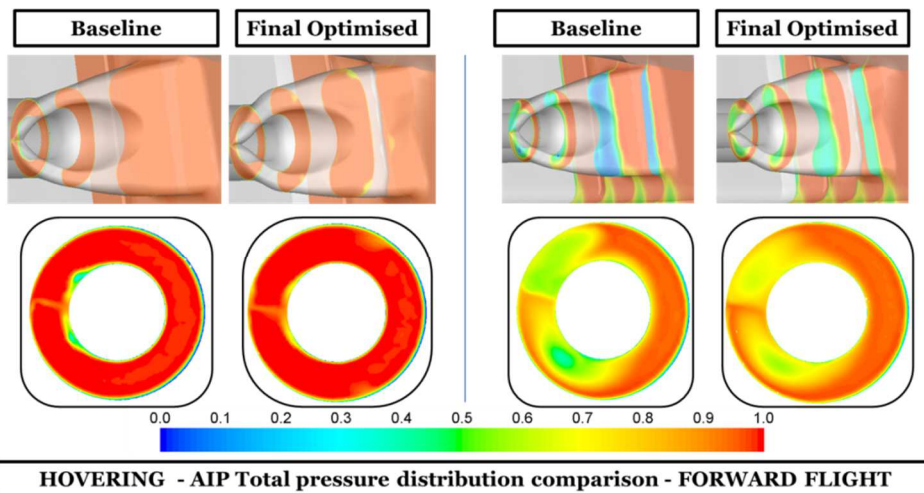 Baseline
Final Optimised
Baseline
Final Optimised
0.0 0.1 0.2 0.3 0.4 0.5 0.6 0.7 0.8 0.9 1.0
HOVERING - AIP Total pressure distribution comparison - FORWARD FLIGHT